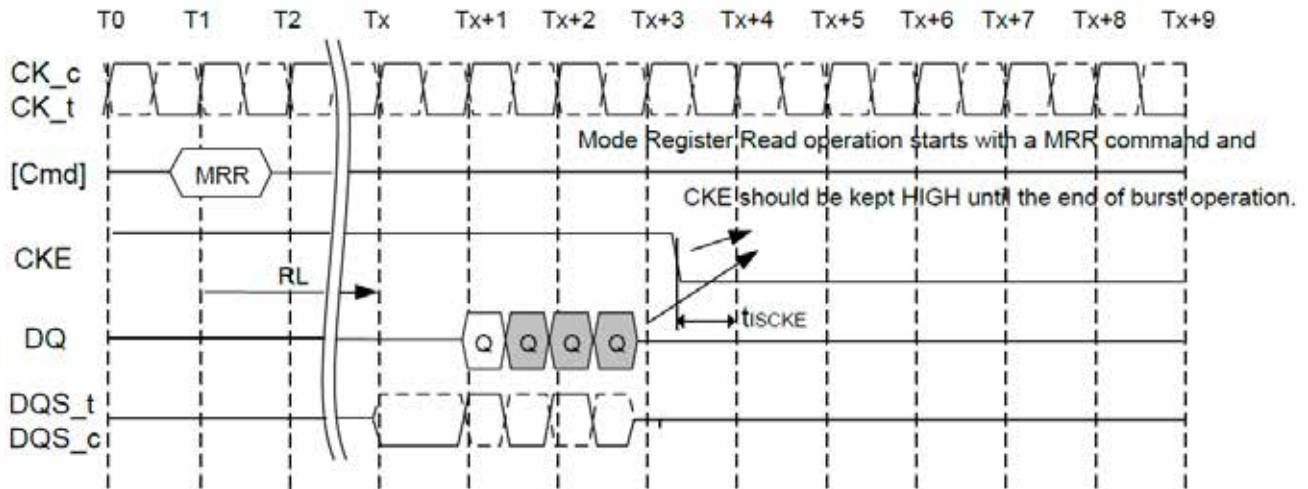 T0 T1 T2 Tx Tx+1 Tx+2 Tx+3 Tx+4 Tx+5 Tx+6 Tx+7 Tx+8 Tx+9
CK_c
CK_t
Mode Register Read operation starts with a MRR command and
[Cmd] MRR
CKE should be kept HIGH until the end of burst operation.
CKE
RL
tISCKE
DQ Q Q Q Q
DQS_t
DQS_c